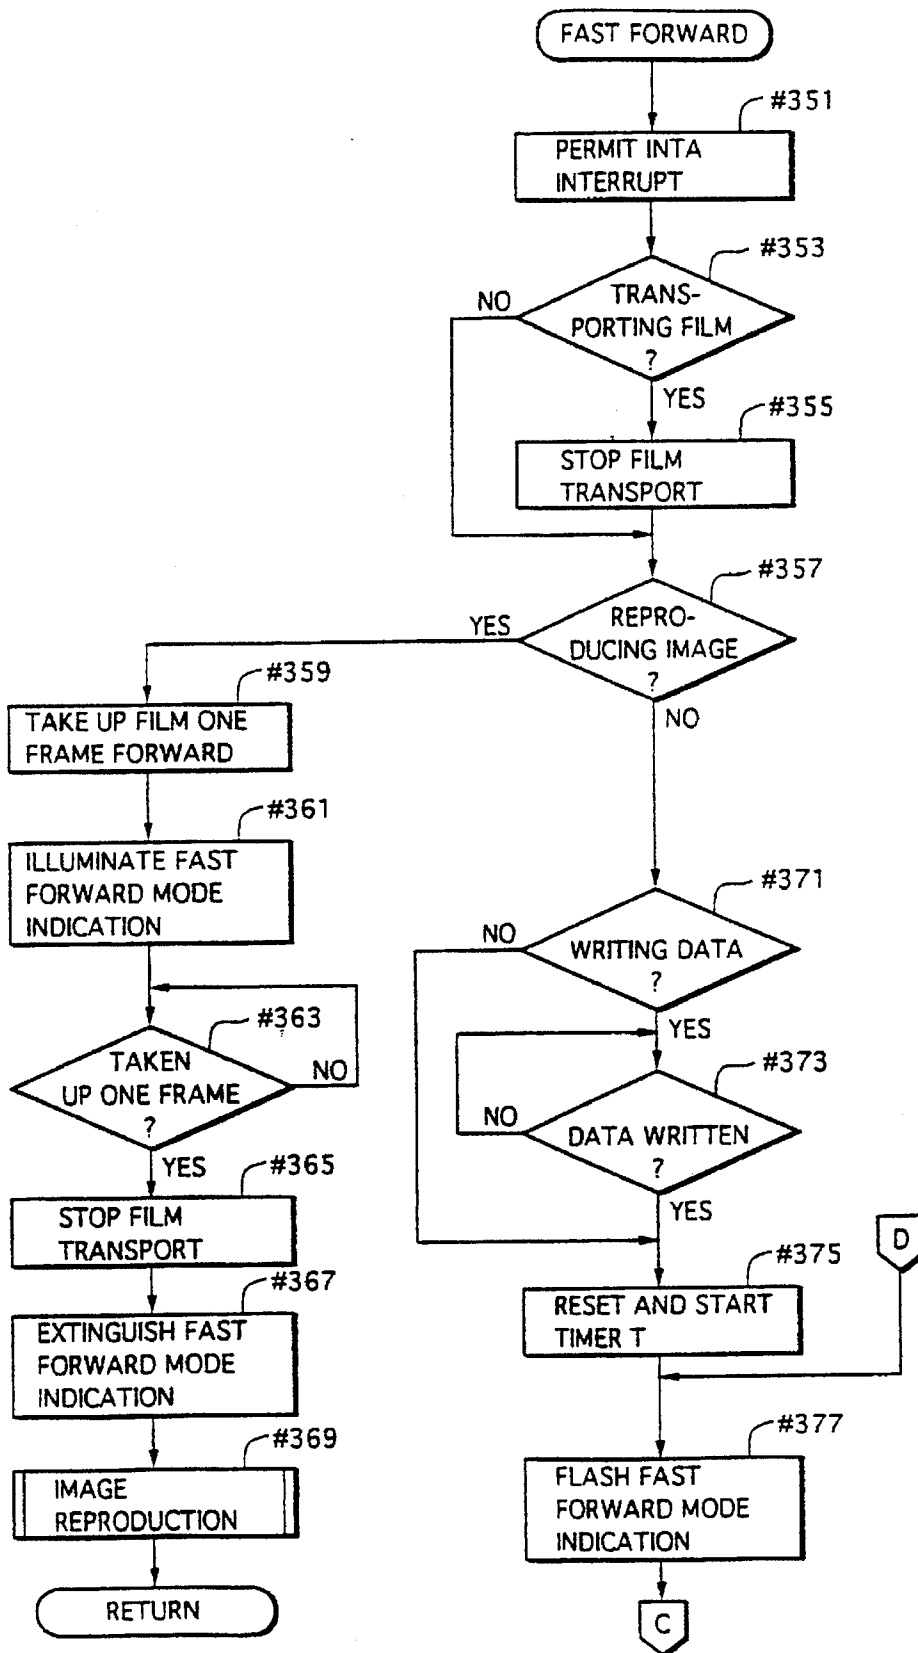 FAST FORWARD
#351
PERMIT INTA
INTERRUPT
#353
NO
TRANS-
PORTING FILM
?
YES
#355
STOP FILM
TRANSPORT
#357
YES
REPRO-
DUCING IMAGE
?
NO
#359
TAKE UP FILM ONE
FRAME FORWARD
#361
ILLUMINATE FAST
FORWARD MODE
INDICATION
#363
TAKEN
UP ONE FRAME
?
NO
YES
#365
STOP FILM
TRANSPORT
#367
EXTINGUISH FAST
FORWARD MODE
INDICATION
#369
IMAGE
REPRODUCTION
RETURN
#371
NO
WRITING DATA
?
YES
#373
NO
DATA WRITTEN
?
YES
D
#375
RESET AND START
TIMER T
#377
FLASH FAST
FORWARD MODE
INDICATION
C